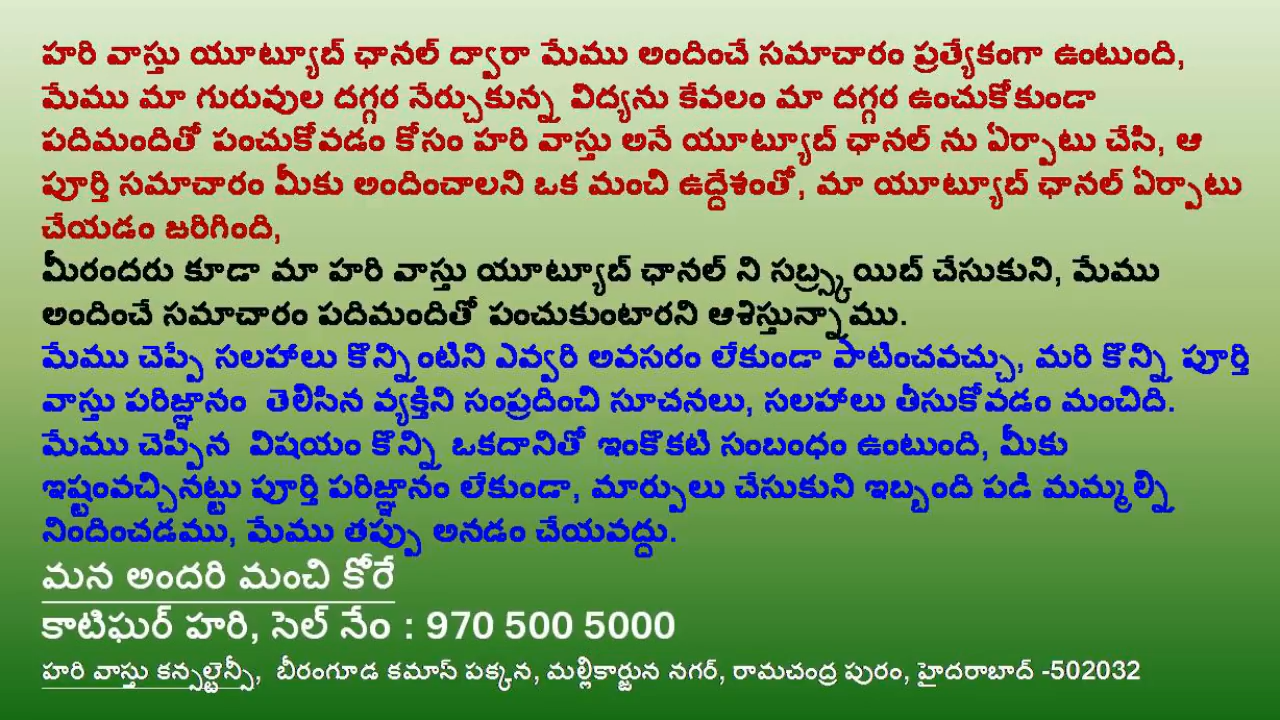 హరి వాస్తు యూట్యూబ్ ఛానల్ ద్వారా మేము అందించే సమాచారం ప్రత్యేకంగా ఉంటుంది,
మేము మా గురువుల దగ్గర నేర్చుకున్న విద్యను కేవలం మా దగ్గర ఉంచుకోకుండా
పదిమందితో పంచుకోవడం కోసం హరి వాస్తు అనే యూట్యూబ్ ఛానల్ ను ఏర్పాటు చేసి, ఆ
పూర్తి సమాచారం మీకు అందించాలని ఒక మంచి ఉద్దేశంతో, మా యూట్యూబ్ ఛానల్ ఏర్పాటు
చేయడం జరిగింది,
మీరందరు కూడా మా హరి వాస్తు యూట్యూబ్ ఛానల్ ని సబ్స్క్రయిబ్ చేసుకుని, మేము
అందించే సమాచారం పదిమందితో పంచుకుంటారని ఆశిస్తున్నాము.
మేము చెప్పే సలహాలు కొన్నింటిని ఎవ్వరి అవసరం లేకుండా పాటించవచ్చు, మరి కొన్ని పూర్తి
వాస్తు పరిజ్ఞానం తెలిసిన వ్యక్తిని సంప్రదించి సూచనలు, సలహాలు తీసుకోవడం మంచిది.
మేము చెప్పిన విషయం కొన్ని ఒకదానితో ఇంకొకటి సంబంధం ఉంటుంది, మీకు
ఇష్టంవచ్చినట్టు పూర్తి పరిజ్ఞానం లేకుండా, మార్పులు చేసుకుని ఇబ్బంది పడి మమ్మల్ని
నిందించడము, మేము తప్పు అనడం చేయవద్దు.
మన అందరి మంచి కోరే
కాటిఘర్ హరి, సెల్ నేం : 970 500 5000
హరి వాస్తు కన్సల్టెన్సీ, బీరంగూడ కమాన్ పక్కన, మల్లికార్జున నగర్, రామచంద్ర పురం, హైదరాబాద్ -502032